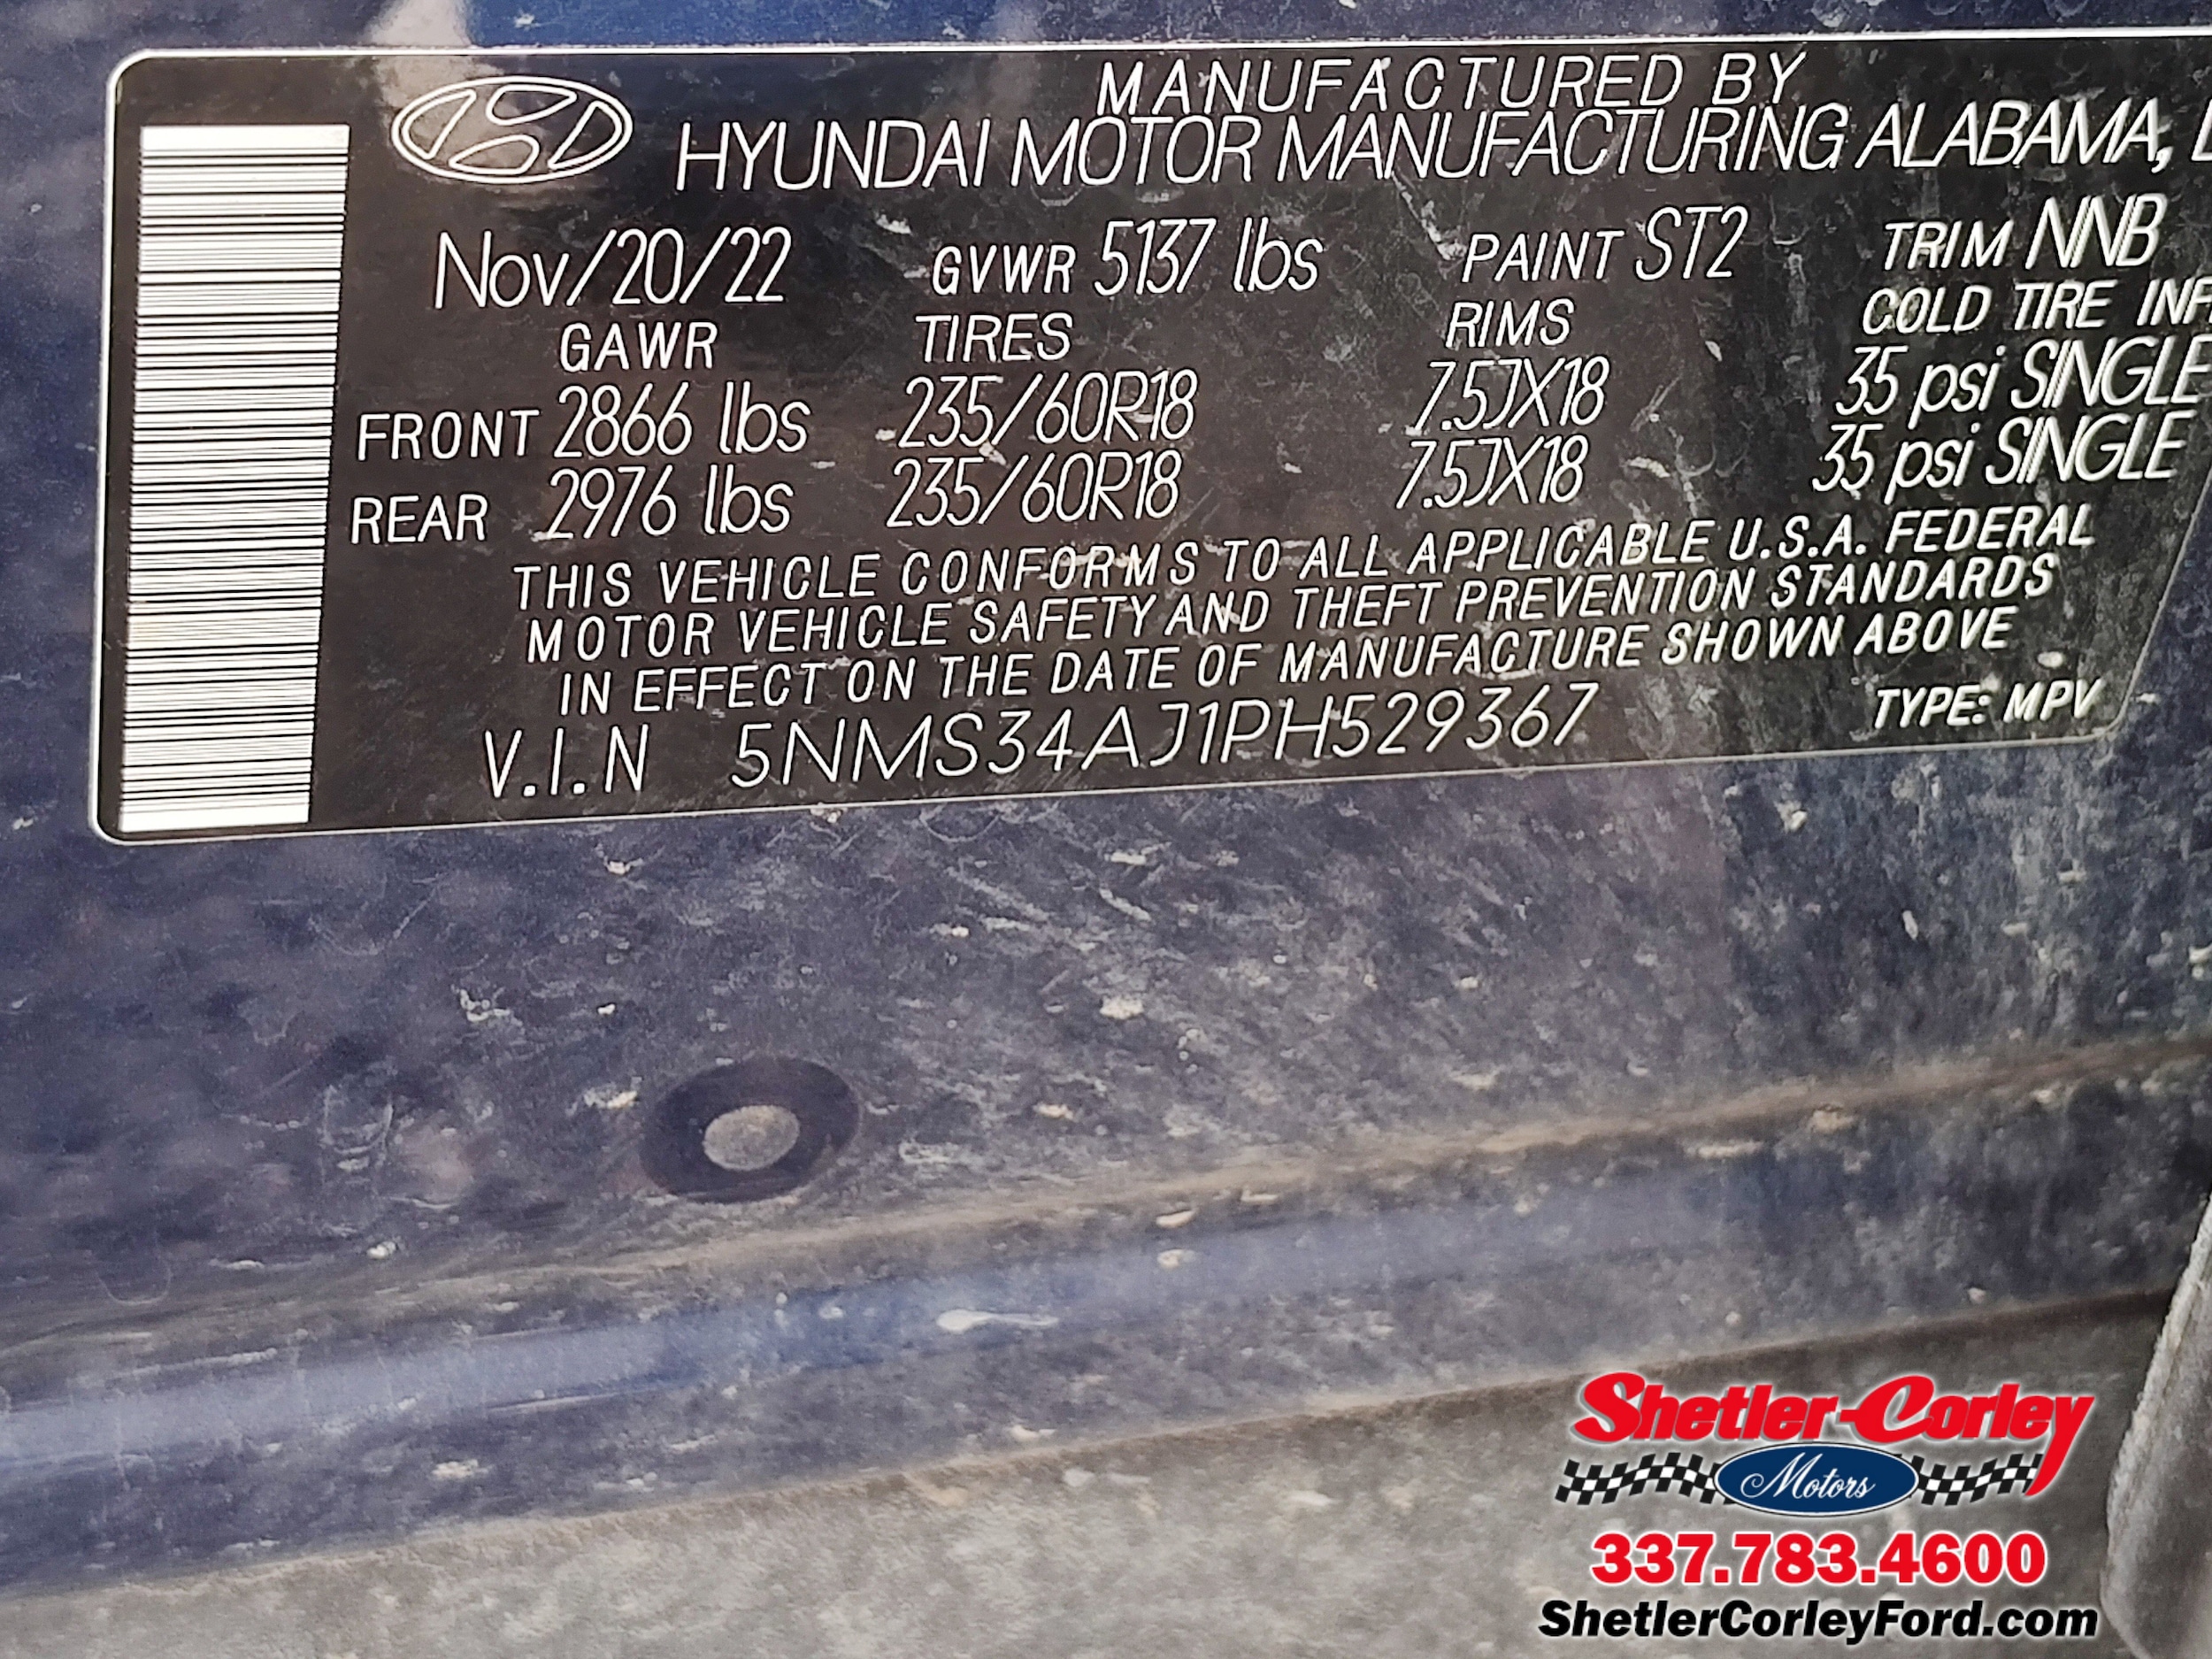 MANUFACTURED BY
HYUNDAI MOTOR MANUFACTURING ALABAMA,
Nov/20/22 GVWR 5137 lbs PAINT ST2 TRIM NNB
GAWR TIRES RIMS COLD TIRE INF
FRONT 2866 lbs 235/60R18 7.5JX18 35 psi SINGLE
REAR 2976 lbs 235/60R18 7.5JX18 35 psi SINGLE
THIS VEHICLE CONFORMS TO ALL APPLICABLE U.S.A. FEDERAL
MOTOR VEHICLE SAFETY AND THEFT PREVENTION STANDARDS
IN EFFECT ON THE DATE OF MANUFACTURE SHOWN ABOVE
V.I.N 5NMS34AJ1PH529367 TYPE: MPV
Shetler-Corley
Motors
337.783.4600
ShetlerCorleyFord.com